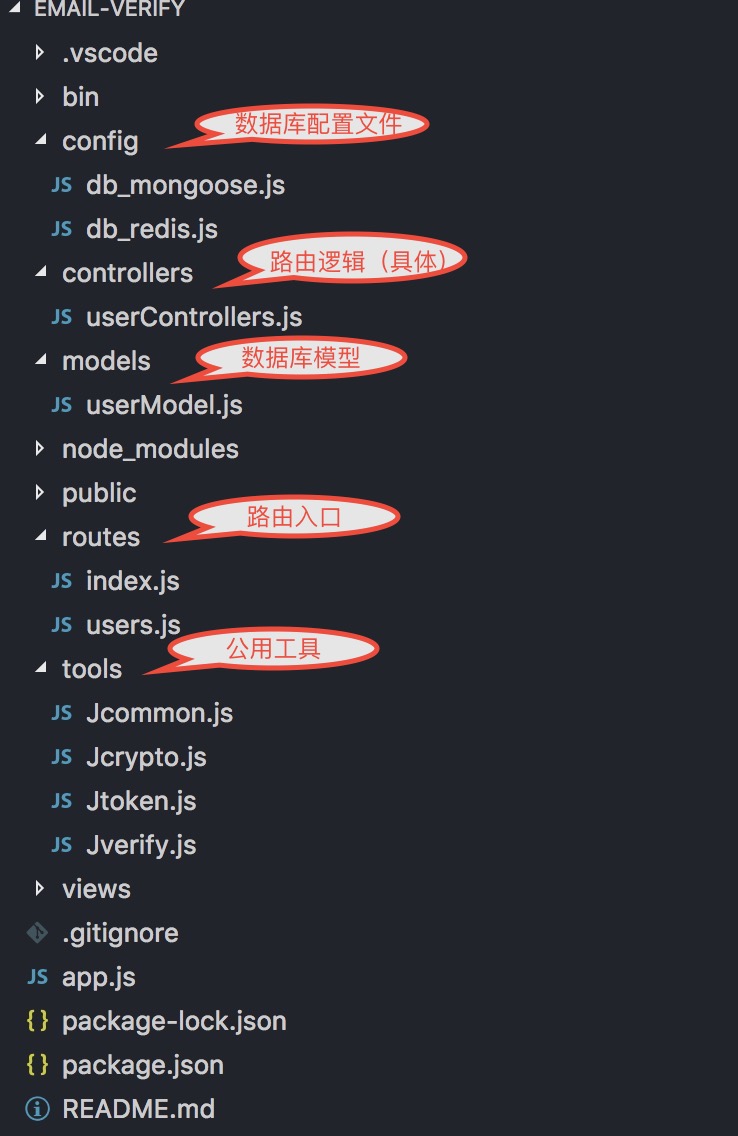 EMAIL-VERIFY
.vscode
bin
config 数据库配置文件
JS db_mongoose.js
JS db_redis.js
controllers 路由逻辑（具体）
JS userControllers.js
models 数据库模型
JS userModel.js
node_modules
public
routes 路由入口
JS index.js
JS users.js
tools 公用工具
JS Jcommon.js
JS Jcrypto.js
JS Jtoken.js
JS Jverify.js
views
.gitignore
JS app.js
{} package-lock.json
{} package.json
README.md